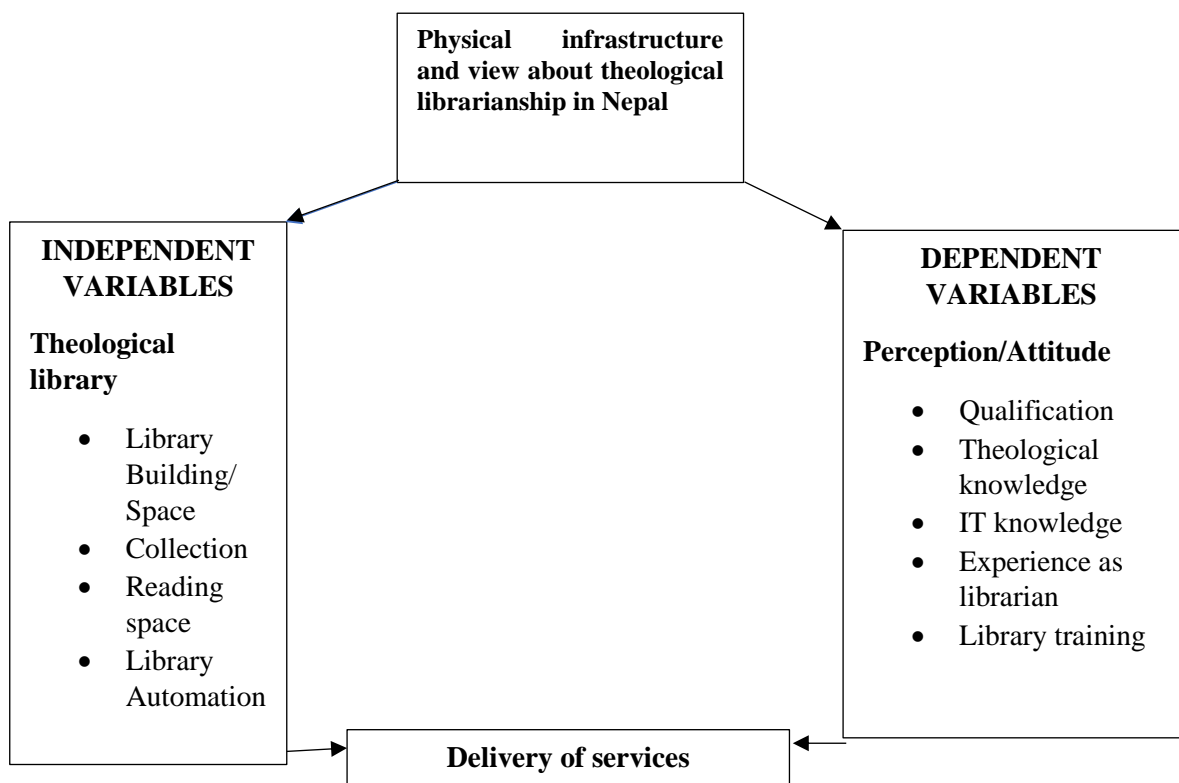 Physical infrastructure
and view about theological
librarianship in Nepal
INDEPENDENT
VARIABLES
Theological
library
• Library
Building/
Space
• Collection
• Reading
space
• Library
Automation
DEPENDENT
VARIABLES
Perception/Attitude
• Qualification
• Theological
knowledge
• IT knowledge
• Experience as
librarian
• Library training
Delivery of services